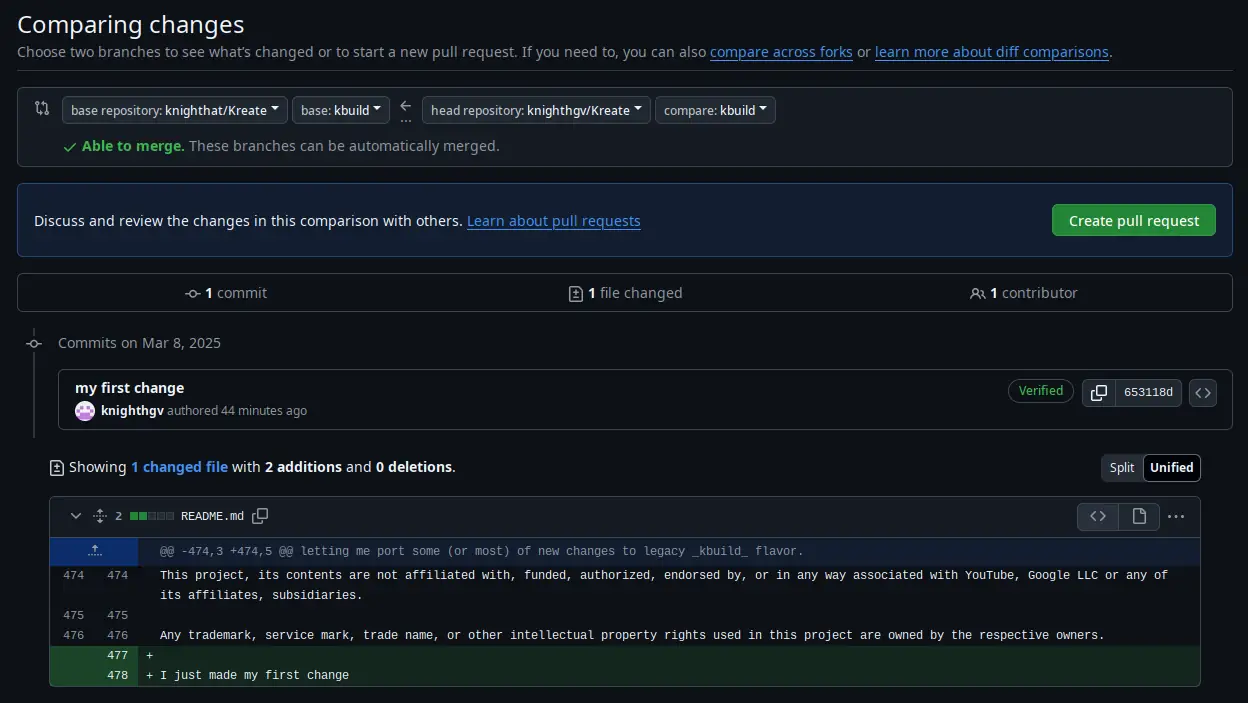 Comparing changes
Choose two branches to see what's changed or to start a new pull request. If you need to, you can also compare across forks or learn more about diff comparisons.
base repository: knighthat/Kreate base: kbuild ... head repository: knighthgv/Kreate compare: kbuild
Able to merge. These branches can be automatically merged.
Discuss and review the changes in this comparison with others. Learn about pull requests Create pull request
1 commit 1 file changed 1 contributor
Commits on Mar 8, 2025
my first change
knighthgv authored 44 minutes ago Verified 653118d
Showing 1 changed file with 2 additions and 0 deletions. Split Unified
2 README.md
@@ -474,3 +474,5 @@ letting me port some (or most) of new changes to legacy _kbuild_ flavor.
474 474 This project, its contents are not affiliated with, funded, authorized, endorsed by, or in any way associated with YouTube, Google LLC or any of
its affiliates, subsidiaries.
475 475
476 476 Any trademark, service mark, trade name, or other intellectual property rights used in this project are owned by the respective owners.
477 +
478 + I just made my first change